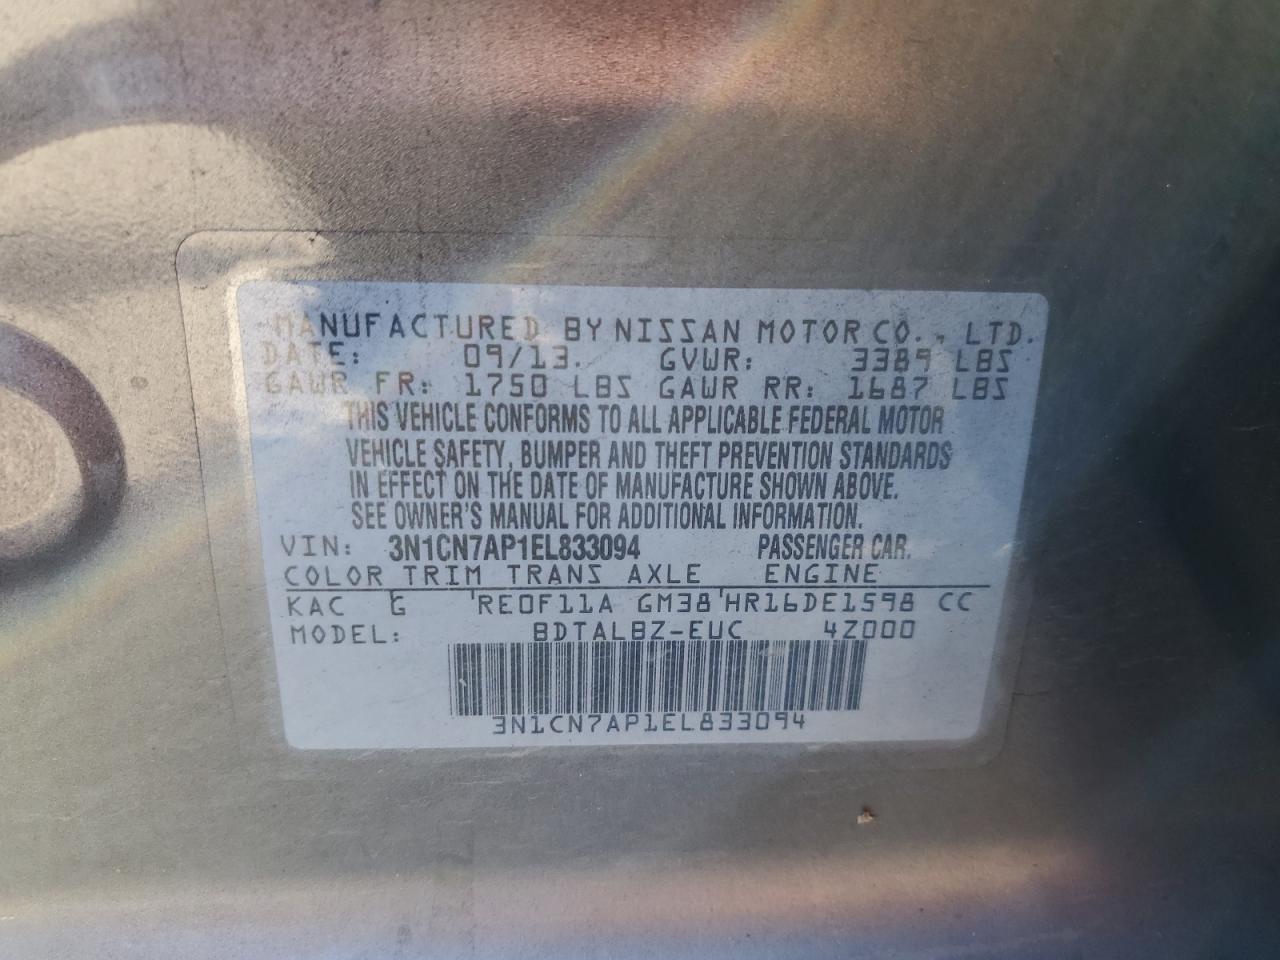 MANUFACTURED BY NISSAN MOTOR CO., LTD.
DATE: 09/13. GVWR: 3389 LBS
GAWR FR: 1750 LBS GAWR RR: 1687 LBS
THIS VEHICLE CONFORMS TO ALL APPLICABLE FEDERAL MOTOR
VEHICLE SAFETY, BUMPER AND THEFT PREVENTION STANDARDS
IN EFFECT ON THE DATE OF MANUFACTURE SHOWN ABOVE.
SEE OWNER'S MANUAL FOR ADDITIONAL INFORMATION.
VIN: 3N1CN7AP1EL833094 PASSENGER CAR.
COLOR TRIM TRANS AXLE ENGINE
KAC G RE0F11A GM38 HR16DE1598 CC
MODEL: BDTALBZ-EUC 4Z000
3N1CN7AP1EL833094